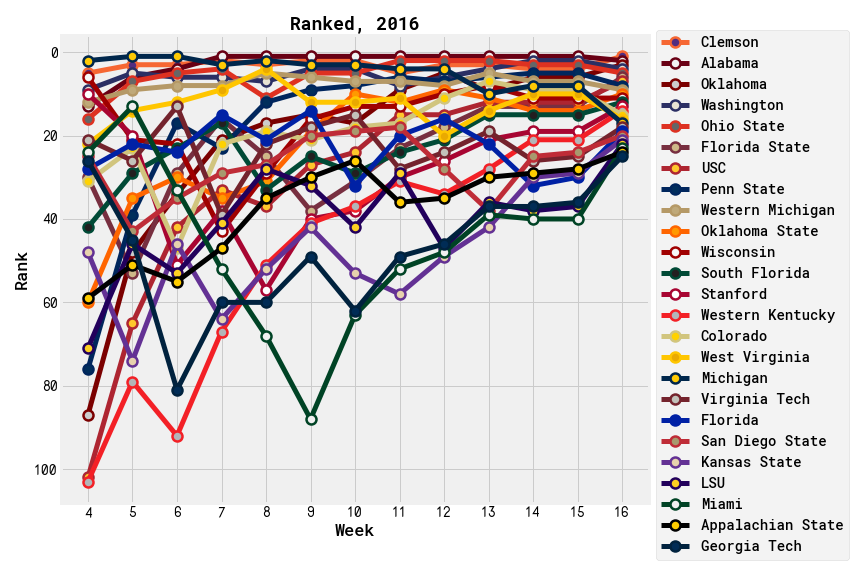 Ranked, 2016
0
20
40
60
80
100
Rank
4 5 6 7 8 9 10 11 12 13 14 15 16
Week
Clemson
Alabama
Oklahoma
Washington
Ohio State
Florida State
USC
Penn State
Western Michigan
Oklahoma State
Wisconsin
South Florida
Stanford
Western Kentucky
Colorado
West Virginia
Michigan
Virginia Tech
Florida
San Diego State
Kansas State
LSU
Miami
Appalachian State
Georgia Tech